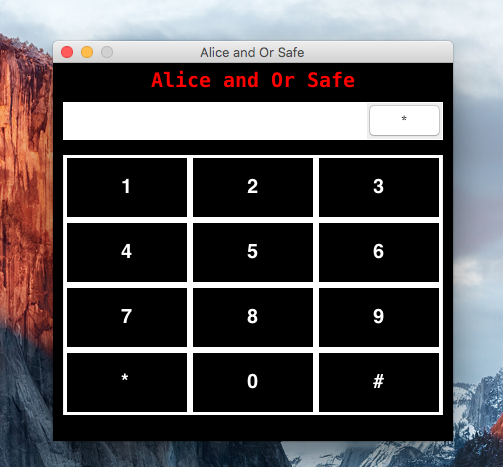 Alice and Or Safe
Alice and Or Safe
*
1 2 3
4 5 6
7 8 9
* 0 #